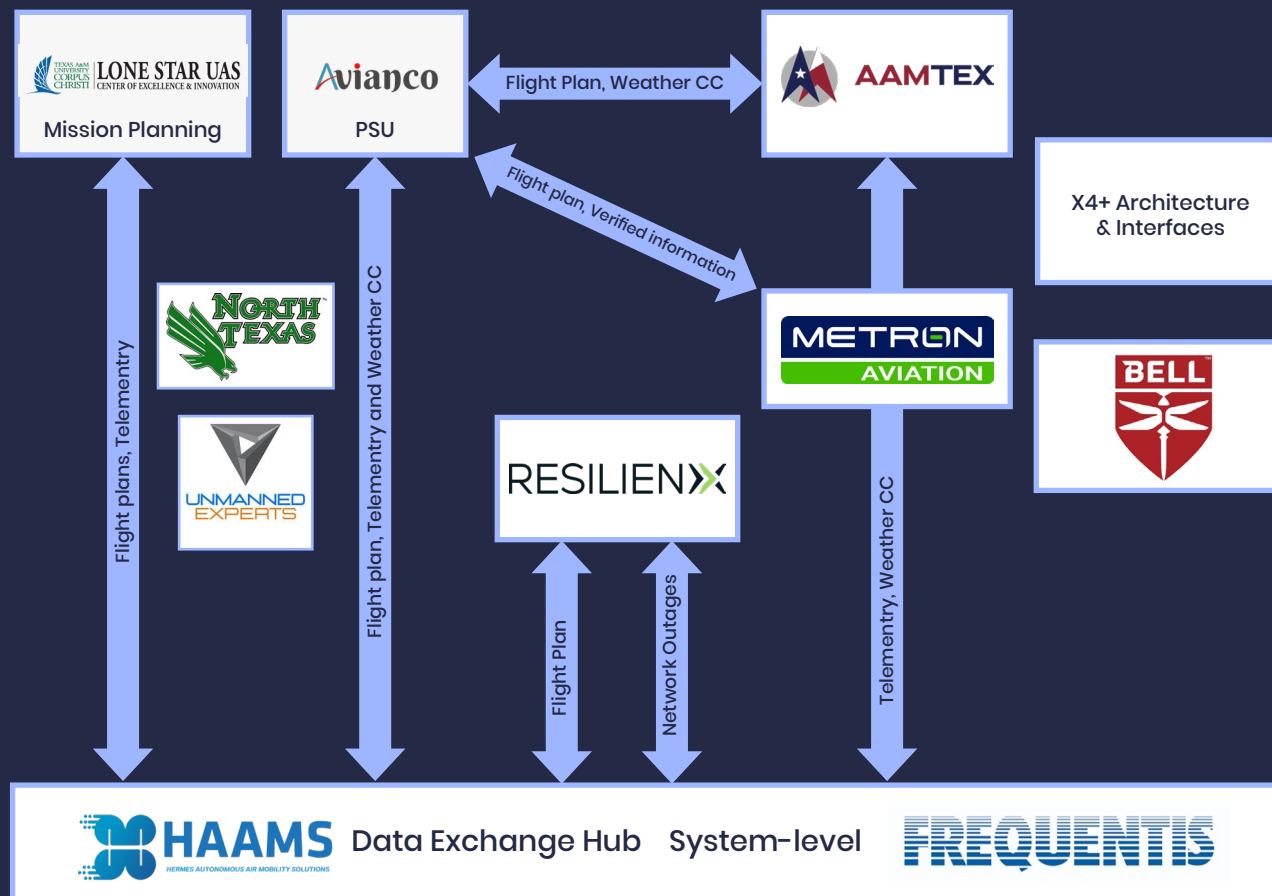 TEXAS A&M
UNIVERSITY
CORPUS
CHRISTI
LONE STAR UAS
CENTER OF EXCELLENCE & INNOVATION
Mission Planning
Avianco
PSU
Flight Plan, Weather CC
AAMTEX
Flight plan, Verified information
X4+ Architecture
& Interfaces
NORTH
TEXAS
METRON
AVIATION
BELL
UNMANNED
EXPERTS
RESILIENX
Flight plans, Telementry
Flight plan, Telementry and Weather CC
Flight Plan
Network Outages
Telementry, Weather CC
HAAMS
HERMES AUTONOMOUS AIR MOBILITY SOLUTIONS
Data Exchange Hub System-level
FREQUENTIS